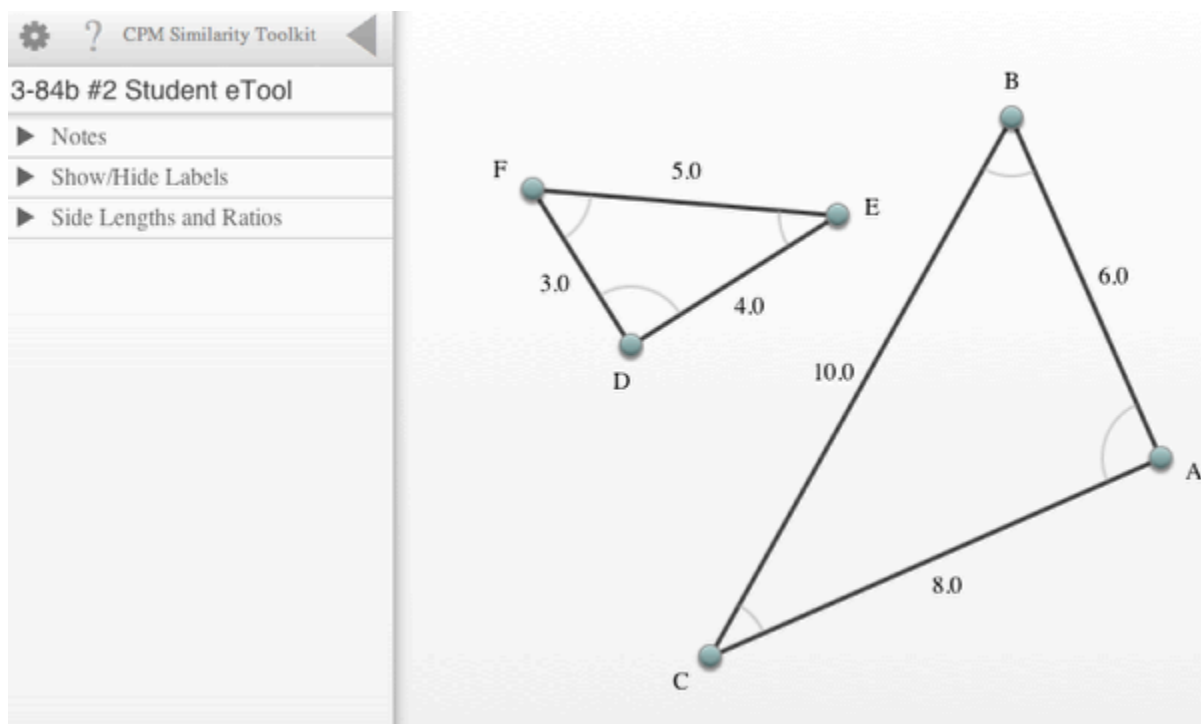 ? CPM Similarity Toolkit
3-84b #2 Student eTool
Notes
Show/Hide Labels
Side Lengths and Ratios
B
F
5.0
E
3.0
4.0
6.0
D
10.0
A
8.0
C